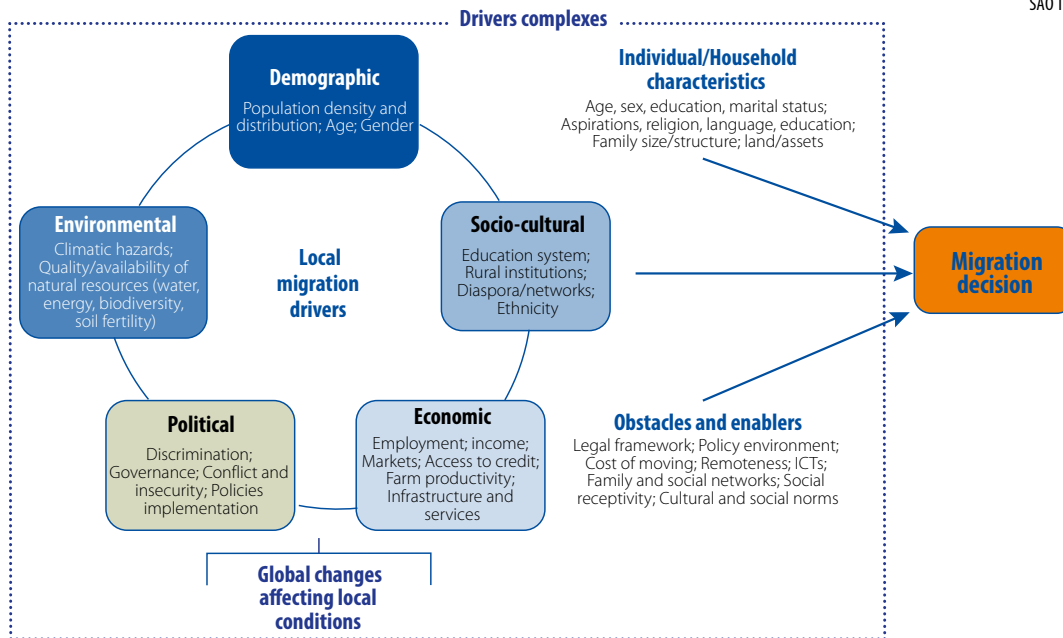 SAO T
Drivers complexes
Demographic
Population density and
distribution; Age; Gender
Individual/Household
characteristics
Age, sex, education, marital status;
Aspirations, religion, language, education;
Family size/structure; land/assets
Environmental
Climatic hazards;
Quality/availability of
natural resources (water,
energy, biodiversity,
soil fertility)
Local
migration
drivers
Socio-cultural
Education system;
Rural institutions;
Diaspora/networks;
Ethnicity
Migration
decision
Political
Discrimination;
Governance; Conflict and
insecurity; Policies
implementation
Economic
Employment; income;
Markets; Access to credit;
Farm productivity;
Infrastructure and
services
Obstacles and enablers
Legal framework; Policy environment;
Cost of moving; Remoteness; ICTs;
Family and social networks; Social
receptivity; Cultural and social norms
Global changes
affecting local
conditions